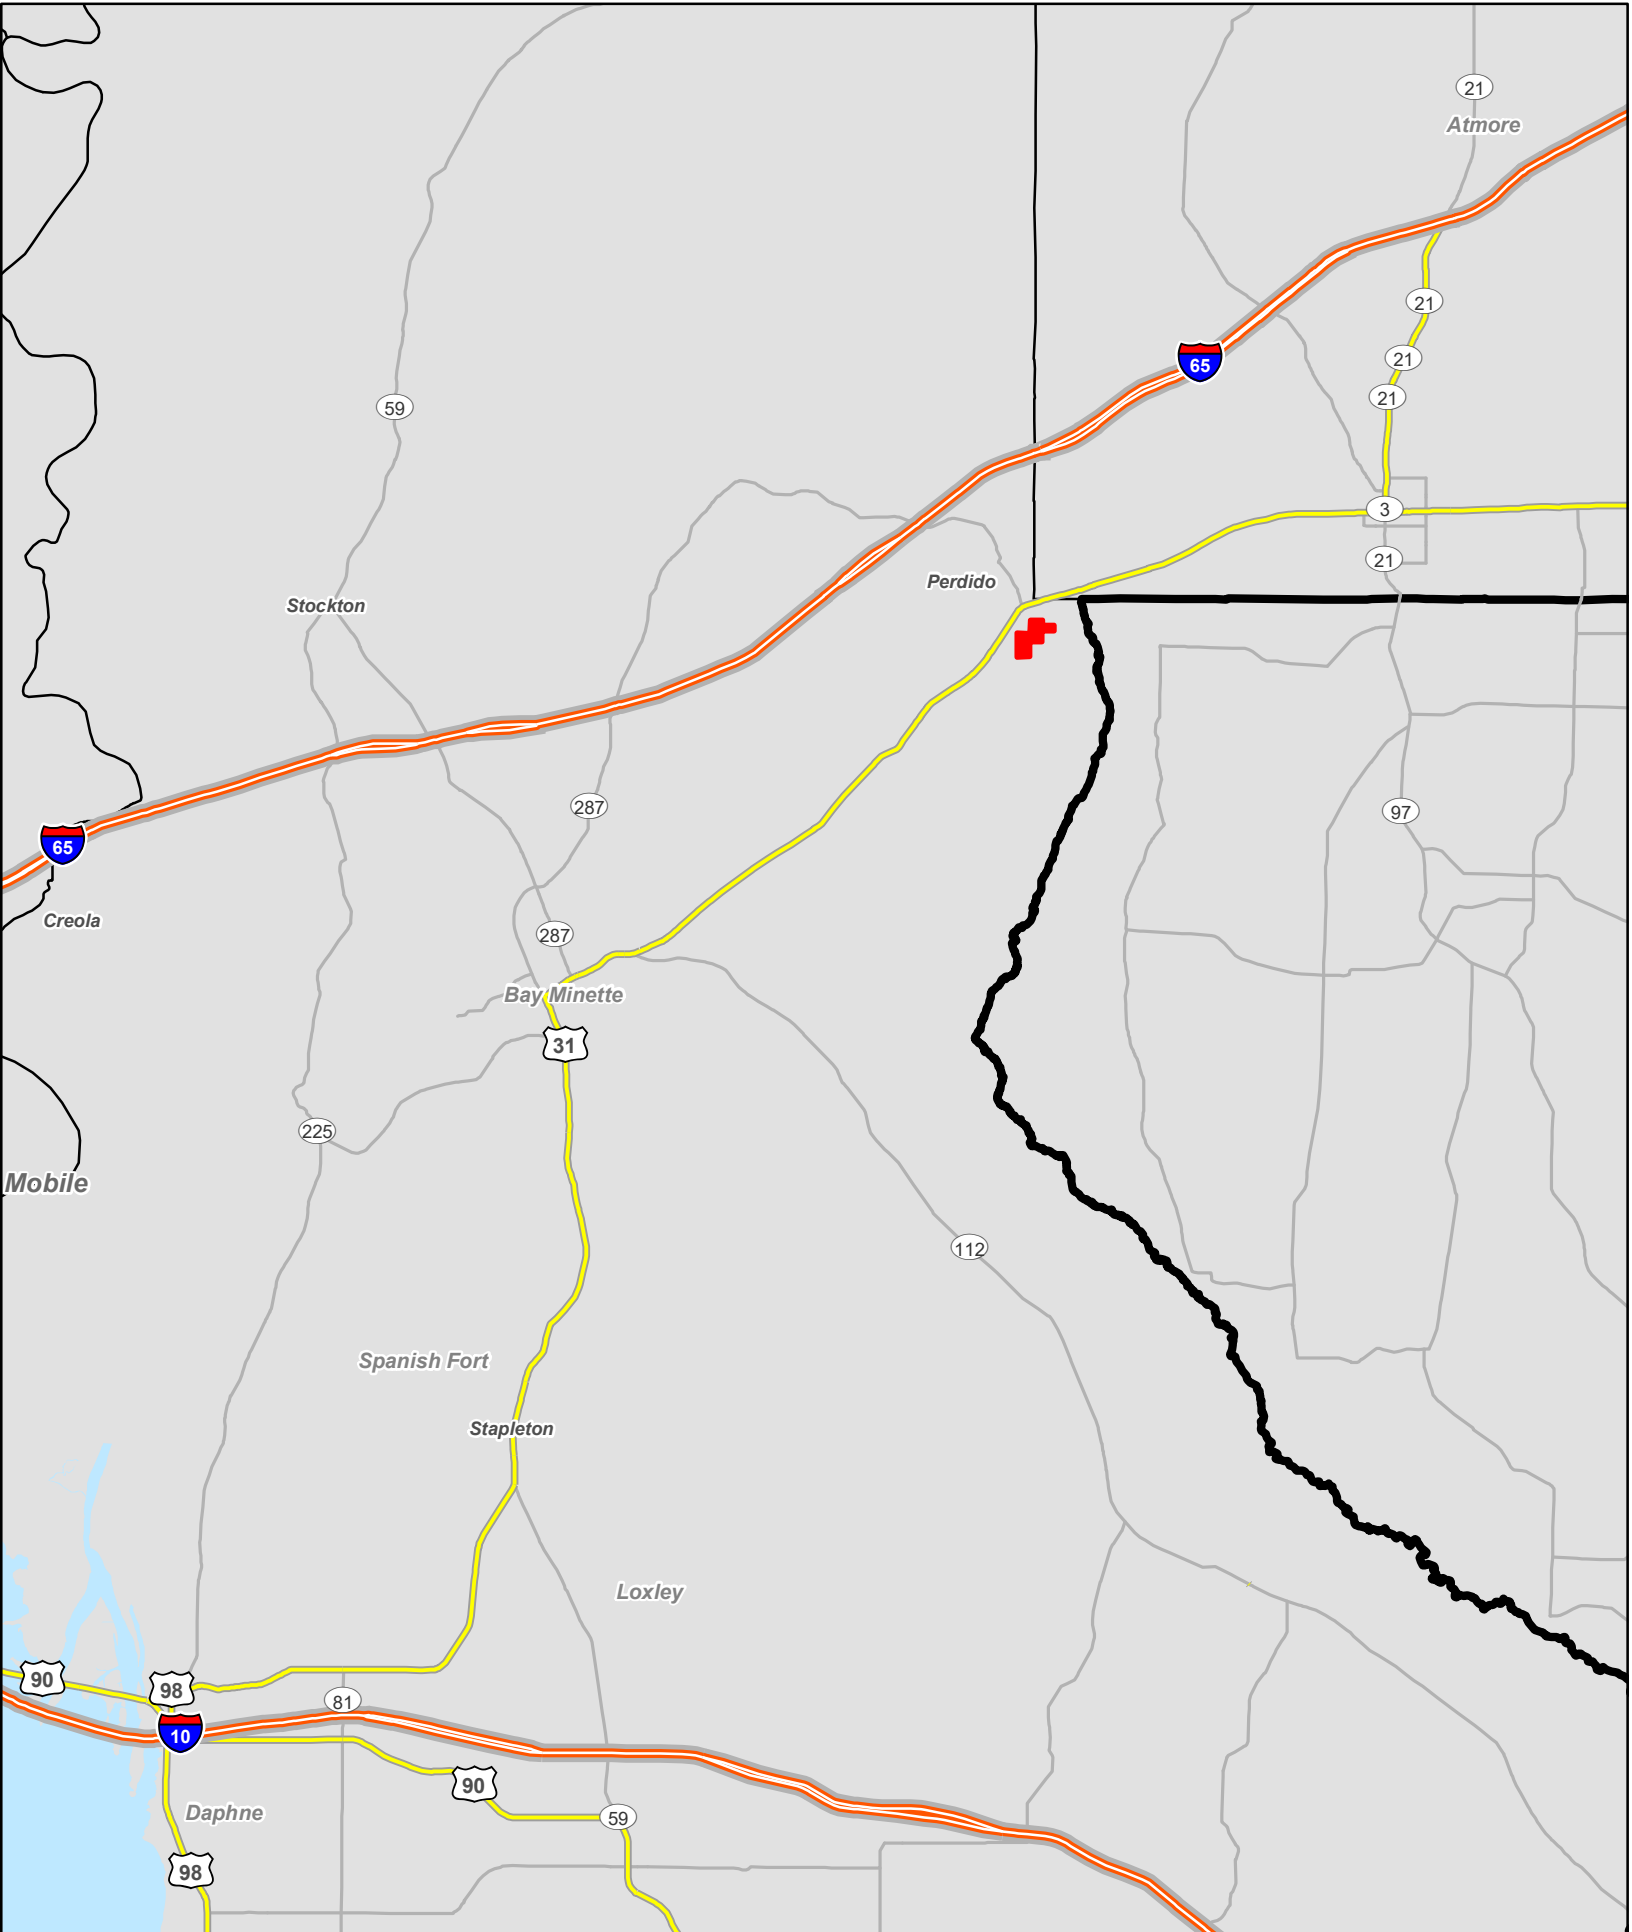 21
Atmore
21
65
21
21
59
3
21
Perdido
Stockton
287
97
65
Creola
287
Bay Minette
31
225
Mobile
112
Spanish Fort
Stapleton
Loxley
90
98
81
10
90
Daphne
59
98